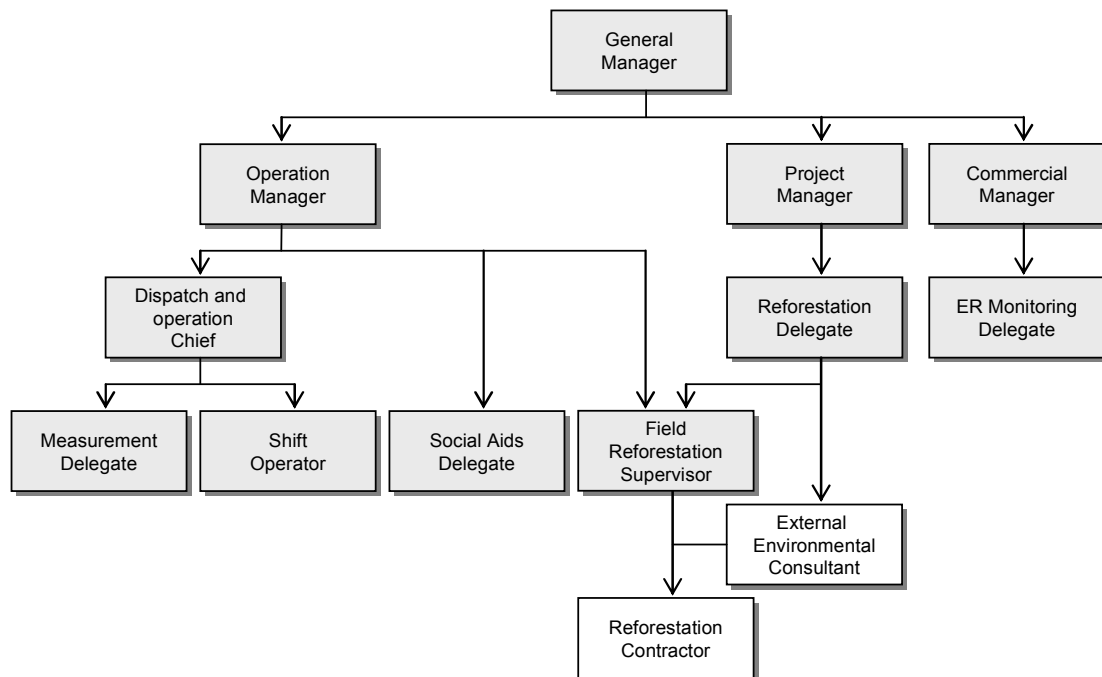 General
Manager
Operation
Manager
Project
Manager
Commercial
Manager
Dispatch and
operation
Chief
Reforestation
Delegate
ER Monitoring
Delegate
Measurement
Delegate
Shift
Operator
Social Aids
Delegate
Field
Reforestation
Supervisor
External
Environmental
Consultant
Reforestation
Contractor